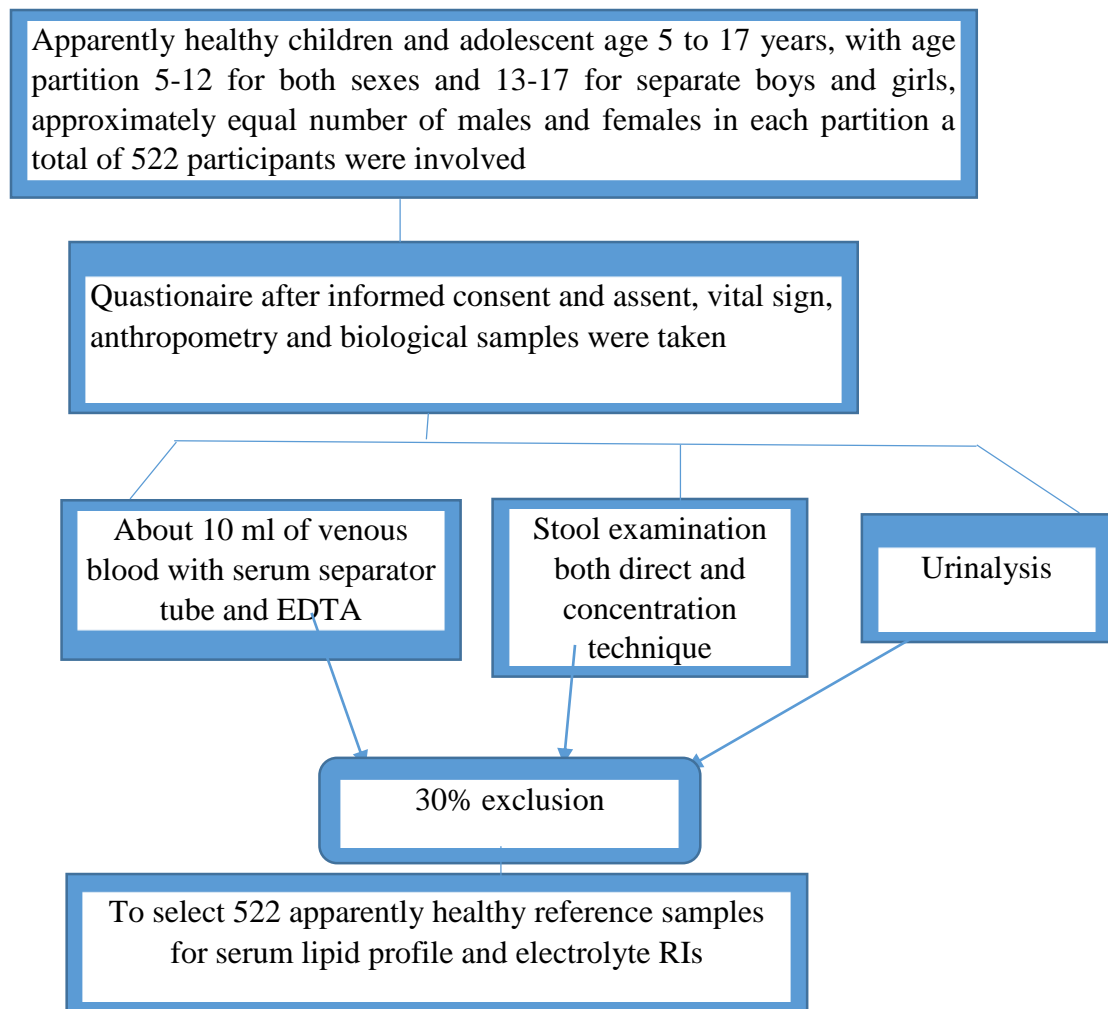 Apparently healthy children and adolescent age 5 to 17 years, with age
partition 5-12 for both sexes and 13-17 for separate boys and girls,
approximately equal number of males and females in each partition a
total of 522 participants were involved
Quastionaire after informed consent and assent, vital sign,
anthropometry and biological samples were taken
About 10 ml of venous
blood with serum separator
tube and EDTA
Stool examination
both direct and
concentration
technique
Urinalysis
30% exclusion
To select 522 apparently healthy reference samples
for serum lipid profile and electrolyte RIs